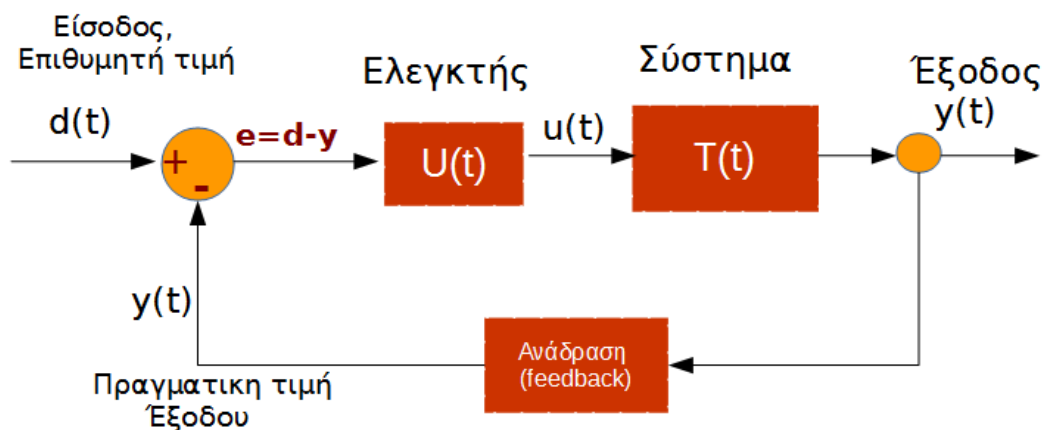 Είσοδος,
Επιθυμητή τιμή
d(t)
+
-
e=d-y
Ελεγκτής
U(t)
u(t)
Σύστημα
T(t)
Έξοδος
y(t)
y(t)
Πραγματικη τιμή
Έξοδου
Ανάδραση
(feedback)